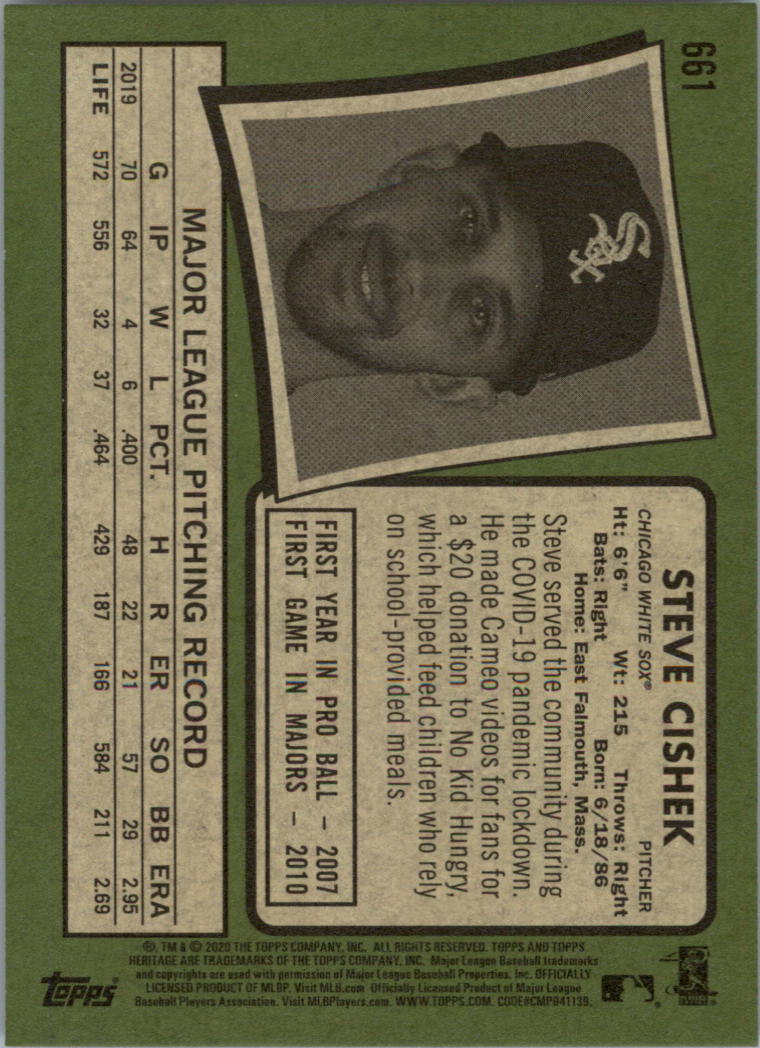 661
Sox
STEVE CISHEK
CHICAGO WHITE SOX® PITCHER
Ht: 6'6" Wt: 215 Throws: Right
Bats: Right Born: 6/18/86
Home: East Falmouth, Mass.
Steve served the community during
the COVID-19 pandemic lockdown.
He made Cameo videos for fans for
a $20 donation to No Kid Hungry,
which helped feed children who rely
on school-provided meals.
FIRST YEAR IN PRO BALL – 2007
FIRST GAME IN MAJORS – 2010
MAJOR LEAGUE PITCHING RECORD
G IP W L PCT. H R ER SO BB ERA
2019 70 64 4 6 .400 48 22 21 57 29 2.95
LIFE 572 556 32 37 .464 429 187 166 584 211 2.69
®, TM & © 2020 THE TOPPS COMPANY, INC. ALL RIGHTS RESERVED. TOPPS AND TOPPS
HERITAGE ARE TRADEMARKS OF THE TOPPS COMPANY, INC. Major League Baseball trademarks
and copyrights are used with permission of Major League Baseball Properties, Inc. OFFICIALLY
LICENSED PRODUCT OF MLBP. Visit MLB.com Officially Licensed Product of Major League
Baseball Players Association. Visit MLBPlayers.com. WWW.TOPPS.COM. CODE#CMP041139.
topps